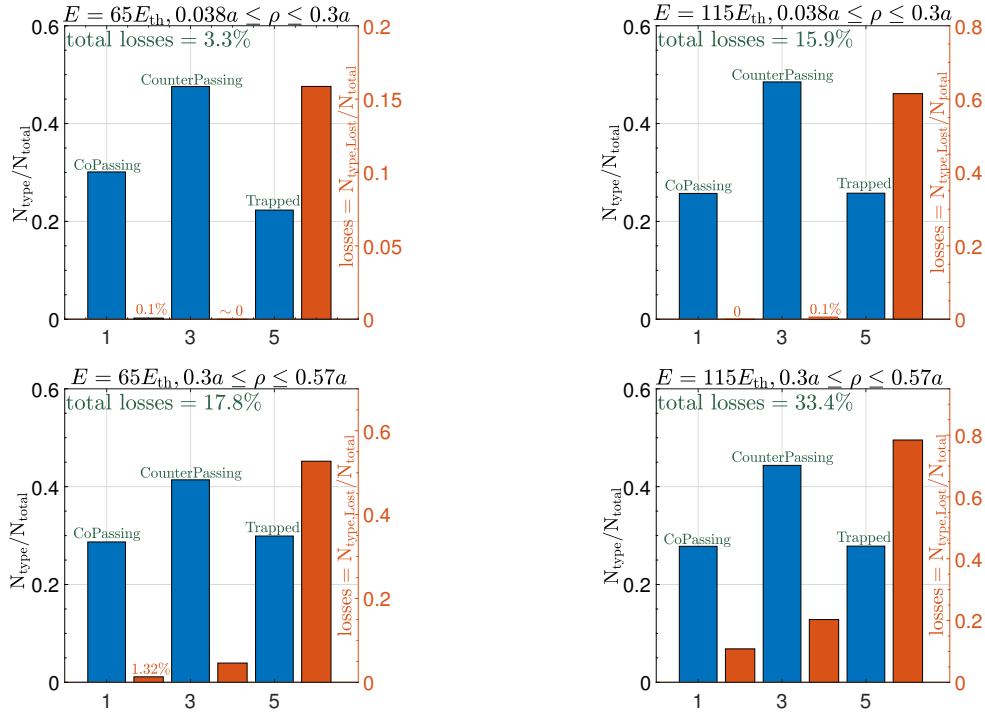 E = 65E_th, 0.038a ≤ ρ ≤ 0.3a
total losses = 3.3%
CounterPassing
CoPassing
Trapped
0.1%
∼ 0
0.6
0.4
0.2
0
N_type/N_total
0.2
0.15
0.1
0.05
0
losses = N_type,Lost/N_total
1 3 5
E = 115E_th, 0.038a ≤ ρ ≤ 0.3a
total losses = 15.9%
CounterPassing
CoPassing
Trapped
0
0.1%
0.6
0.4
0.2
0
N_type/N_total
0.8
0.6
0.4
0.2
0
losses = N_type,Lost/N_total
1 3 5
E = 65E_th, 0.3a ≤ ρ ≤ 0.57a
total losses = 17.8%
CounterPassing
CoPassing
Trapped
1.32%
0.6
0.4
0.2
0
N_type/N_total
0.6
0.4
0.2
0
losses = N_type,Lost/N_total
1 3 5
E = 115E_th, 0.3a ≤ ρ ≤ 0.57a
total losses = 33.4%
CounterPassing
CoPassing
Trapped
0.6
0.4
0.2
0
N_type/N_total
0.8
0.6
0.4
0.2
0
losses = N_type,Lost/N_total
1 3 5